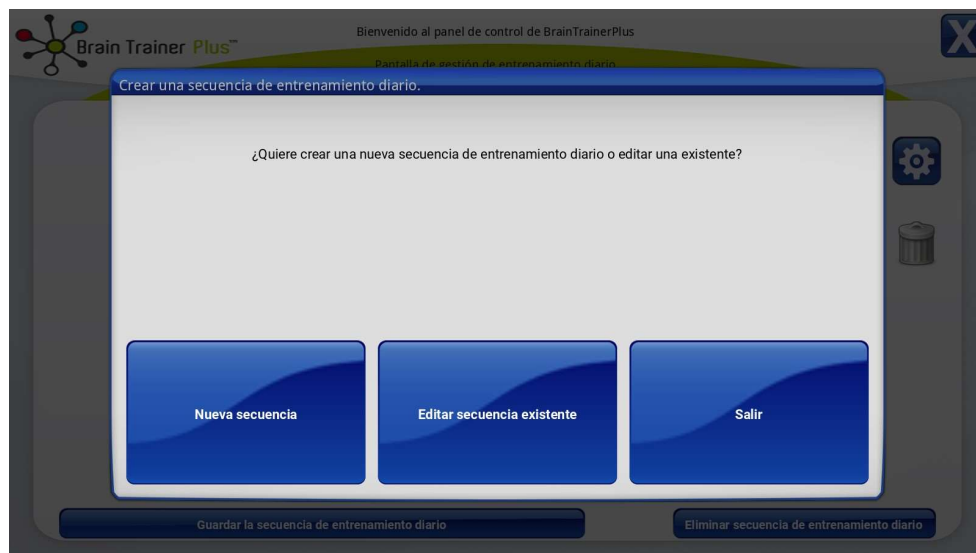 Bienvenido al panel de control de BrainTrainerPlus
Brain Trainer Plus™
Pantalla de gestión de entrenamiento diario
Crear una secuencia de entrenamiento diario.
¿Quiere crear una nueva secuencia de entrenamiento diario o editar una existente?
Nueva secuencia
Editar secuencia existente
Salir
Guardar la secuencia de entrenamiento diario
Eliminar secuencia de entrenamiento diario